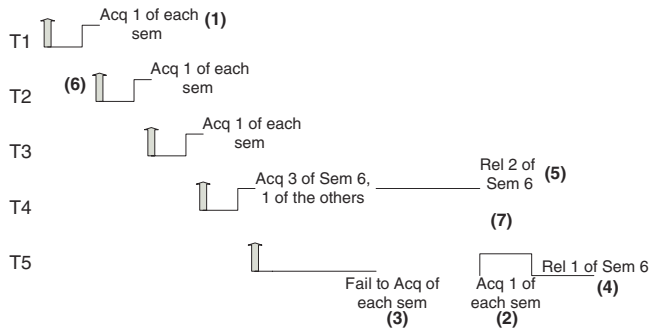 T1
Acq 1 of each
sem
(1)
T2
(6)
Acq 1 of each
sem
T3
Acq 1 of each
sem
T4
Acq 3 of Sem 6,
1 of the others
Rel 2 of
Sem 6
(5)
(7)
T5
Fail to Acq of
each sem
(3)
Acq 1 of
each sem
(2)
Rel 1 of Sem 6
(4)